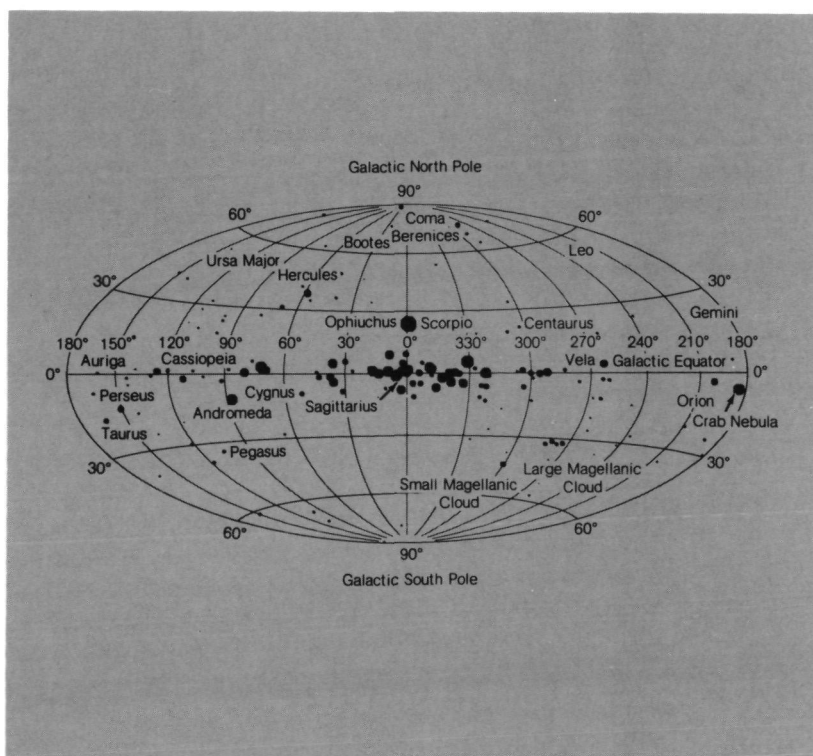 Galactic North Pole
90°
60°
60°
Coma
Berenices
Bootes
Leo
Ursa Major
Hercules
30°
30°
Gemini
Ophiuchus
Scorpio
Centaurus
180°
150°
120°
90°
60°
30°
0°
330°
300°
270°
240°
210°
180°
Auriga
Cassiopeia
Vela
Galactic Equator
0°
0°
Perseus
Cygnus
Sagittarius
Orion
Andromeda
Crab Nebula
Taurus
Pegasus
30°
30°
Small Magellanic
Cloud
Large Magellanic
Cloud
60°
60°
90°
Galactic South Pole